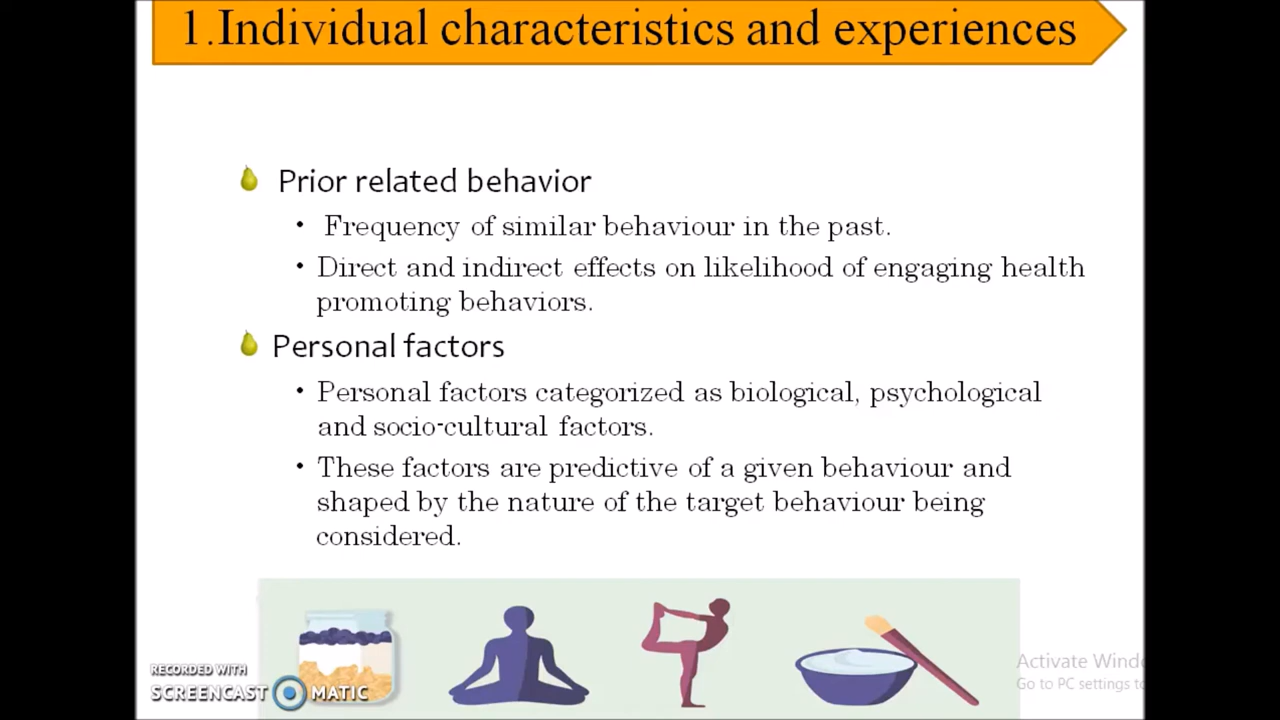 1.Individual characteristics and experiences
Prior related behavior
• Frequency of similar behaviour in the past.
• Direct and indirect effects on likelihood of engaging health
promoting behaviors.
Personal factors
• Personal factors categorized as biological, psychological
and socio-cultural factors.
• These factors are predictive of a given behaviour and
shaped by the nature of the target behaviour being
considered.
RECORDED WITH
SCREENCAST MATIC
Activate
Go to PC settings